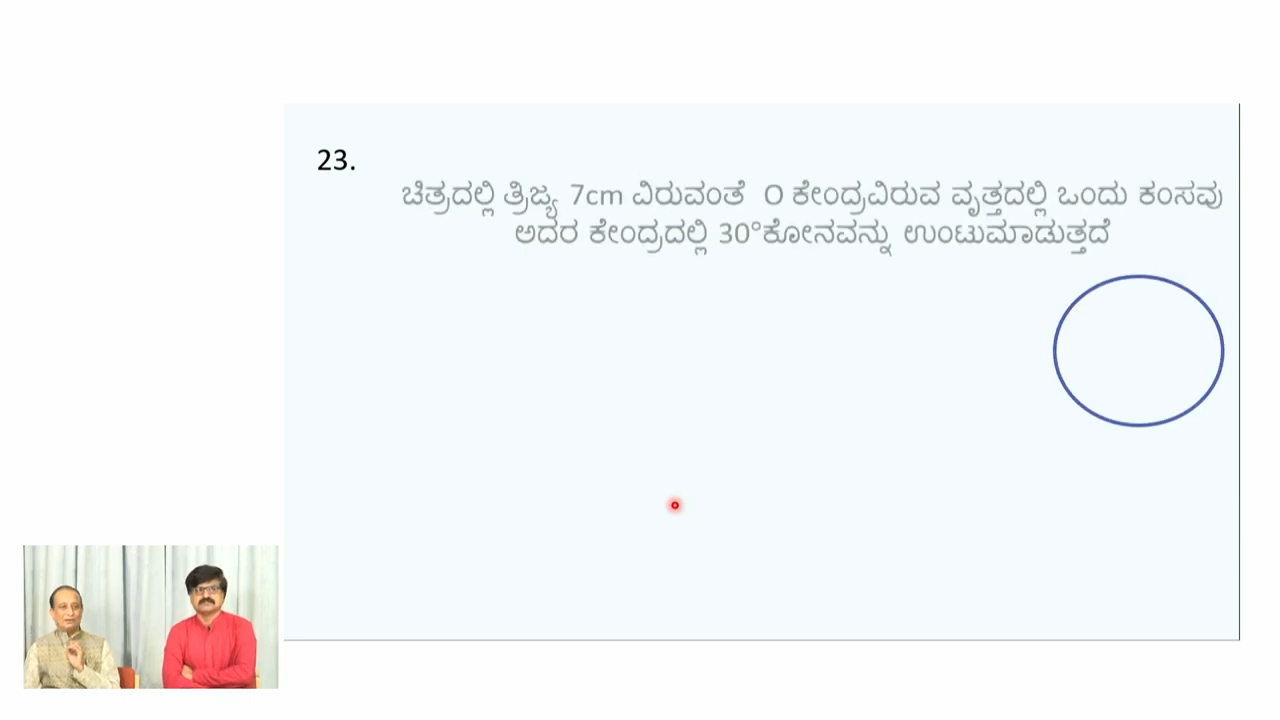 23.
ಚಿತ್ರದಲ್ಲಿ ತ್ರಿಜ್ಯ 7cm ವಿರುವಂತೆ O ಕೇಂದ್ರವಿರುವ ವೃತ್ತದಲ್ಲಿ ಒಂದು ಕಂಸವು
ಅದರ ಕೇಂದ್ರದಲ್ಲಿ 30°ಕೋನವನ್ನು ಉಂಟುಮಾಡುತ್ತದೆ